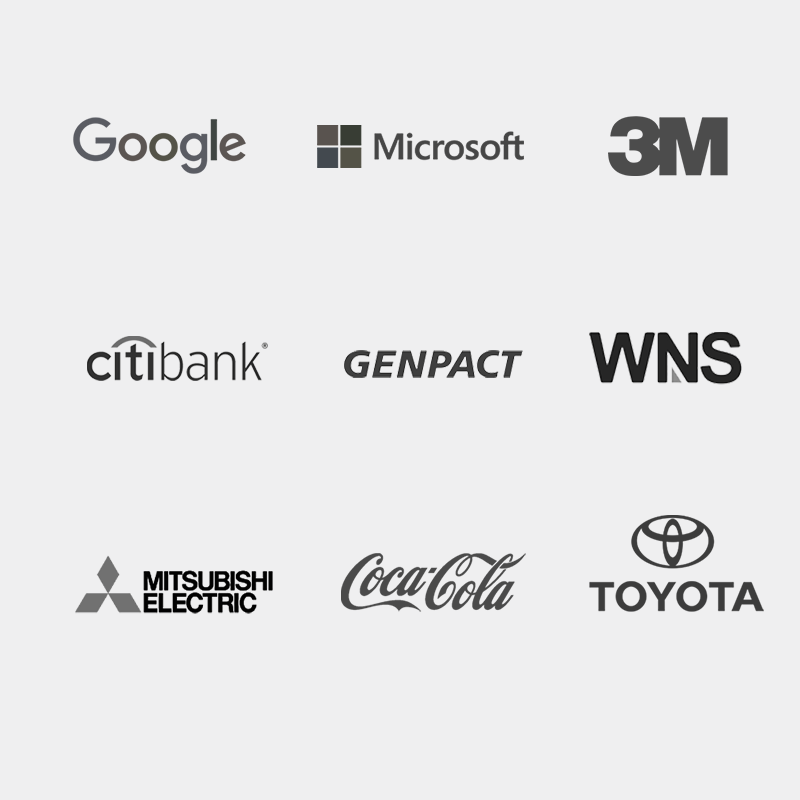 Google
Microsoft
3M
citibank®
GENPACT
WNS
MITSUBISHI
ELECTRIC
Coca-Cola
TOYOTA